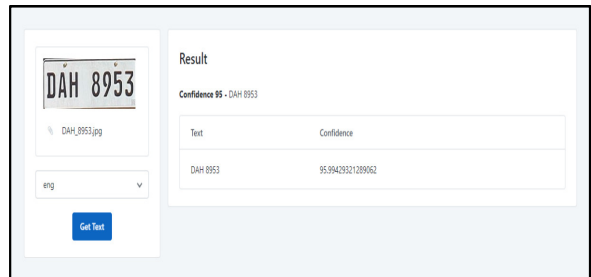 DAH 8953
DAH_8953.jpg
eng
Get Text
Result
Confidence 95 - DAH 8953
Text Confidence
DAH 8953 95.99429321289062